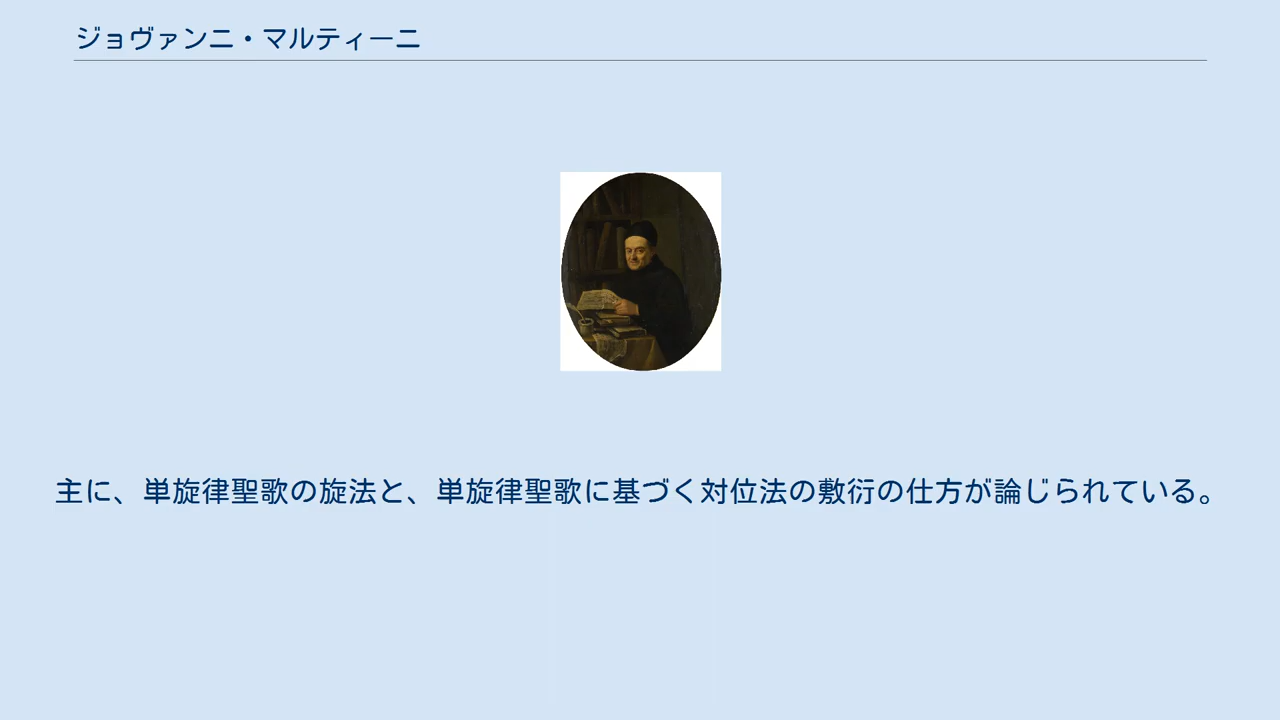 ジョヴァンニ・マルティーニ
主に、単旋律聖歌の旋法と、単旋律聖歌に基づく対位法の敷衍の仕方が論じられている。